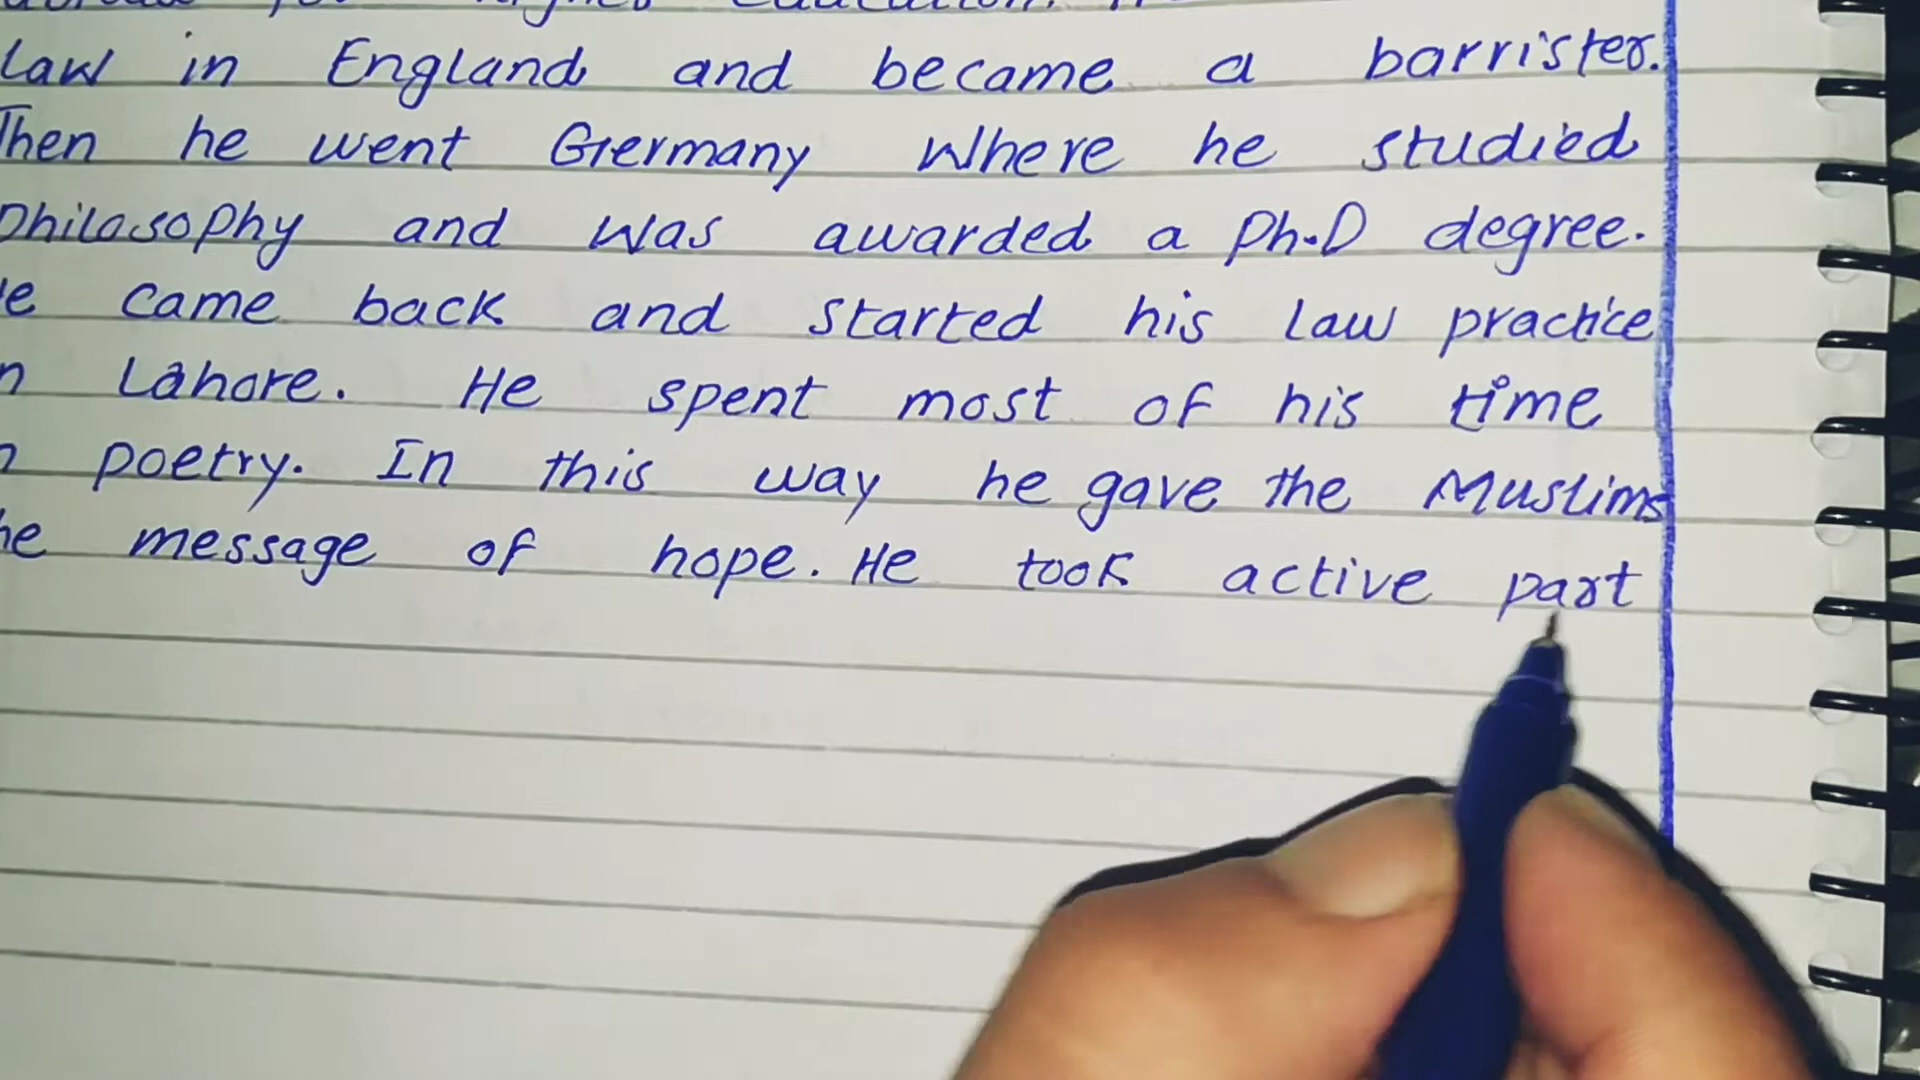 Education.
law in England and became a barrister.
Then he went Germany where he studied
Philosophy and was awarded a Ph.D degree.
came back and started his law practice
Lahore. He spent most of his time
poetry. In this way he gave the Muslims
message of hope. He took active part